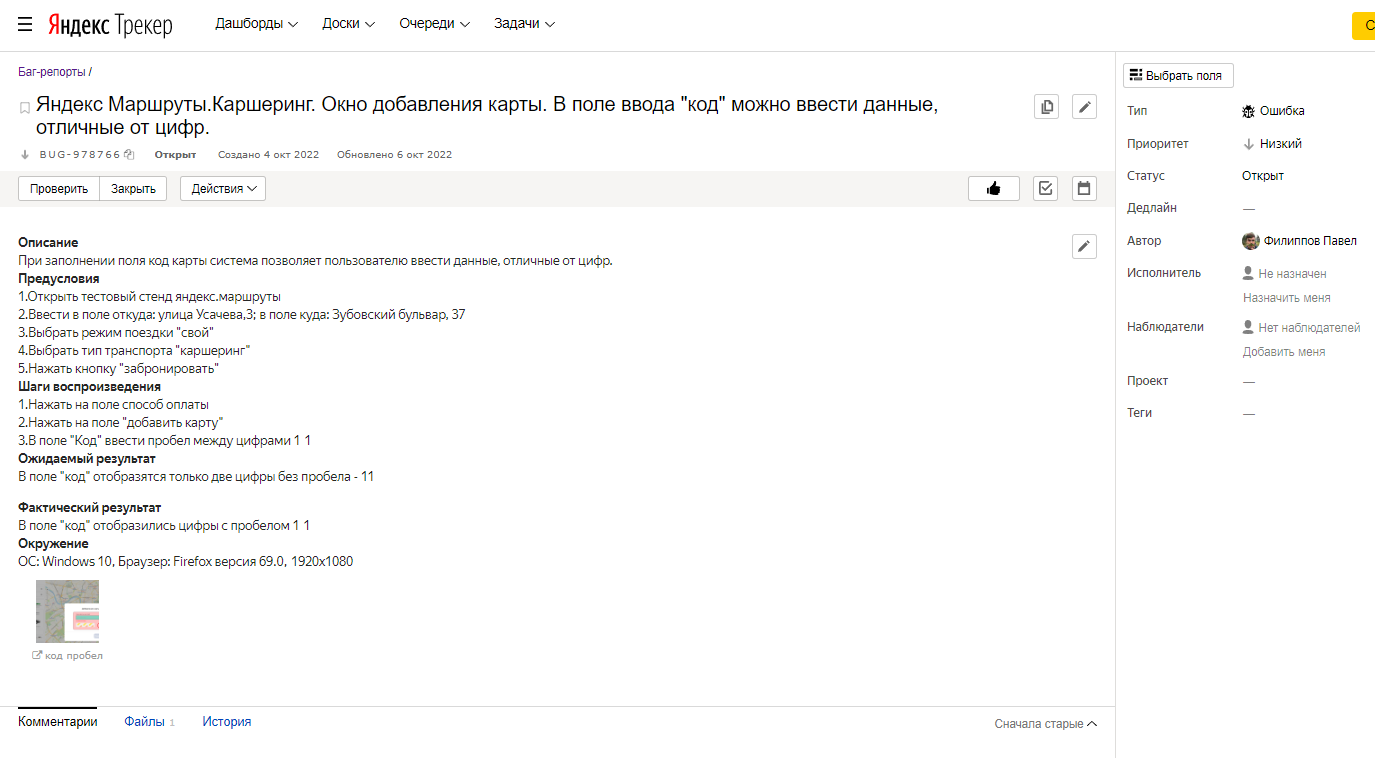 Яндекс Трекер Дашборды Доски Очереди Задачи С
Баг-репорты /
Яндекс Маршруты.Каршеринг. Окно добавления карты. В поле ввода "код" можно ввести данные,
отличные от цифр.
BUG-978766 Открыт Создано 4 окт 2022 Обновлено 6 окт 2022
Проверить Закрыть Действия
Описание
При заполнении поля код карты система позволяет пользователю ввести данные, отличные от цифр.
Предусловия
1.Открыть тестовый стенд яндекс.маршруты
2.Ввести в поле откуда: улица Усачева,3; в поле куда: Зубовский бульвар, 37
3.Выбрать режим поездки "свой"
4.Выбрать тип транспорта "каршеринг"
5.Нажать кнопку "забронировать"
Шаги воспроизведения
1.Нажать на поле способ оплаты
2.Нажать на поле "добавить карту"
3.В поле "Код" ввести пробел между цифрами 1 1
Ожидаемый результат
В поле "код" отобразятся только две цифры без пробела - 11
Фактический результат
В поле "код" отобразились цифры с пробелом 1 1
Окружение
ОС: Windows 10, Браузер: Firefox версия 69.0, 1920x1080
код пробел
Комментарии Файлы 1 История Сначала старые
Выбрать поля
Тип Ошибка
Приоритет Низкий
Статус Открыт
Дедлайн —
Автор Филиппов Павел
Исполнитель Не назначен
Назначить меня
Наблюдатели Нет наблюдателей
Добавить меня
Проект —
Теги —